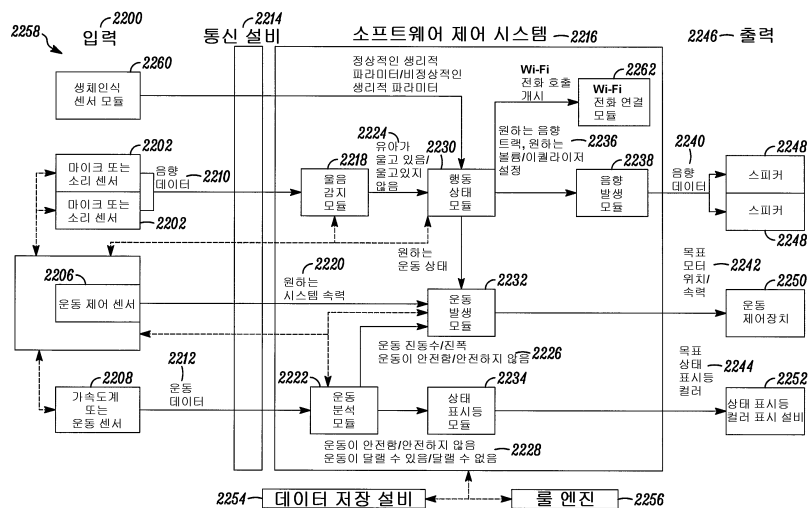 2258
입력
2200
통신 설비
2214
소프트웨어 제어 시스템
2216
2246
출력
2260
생체인식
센서 모듈
정상적인 생리적
파라미터/비정상적인
생리적 파라미터
Wi-Fi
전화 호출
개시
2262
Wi-Fi
전화 연결
모듈
2202
마이크 또는
소리 센서
마이크 또는
소리 센서
2202
음향
데이터
2210
2218
울음
감지
모듈
2224
유아가
울고 있음/
울고있지
않음
2230
행동
상태
모듈
원하는 음향
트랙, 원하는
볼륨/이퀄라이저
설정
2236
2238
음향
발생
모듈
2240
음향
데이터
2248
스피커
스피커
2248
2206
운동 제어 센서
2220
원하는
시스템 속력
원하는
운동 상태
2232
운동
발생
모듈
목표
모터
위치/
속력
2242
2250
운동
제어장치
운동 진동수/진폭
운동이 안전함/안전하지 않음
2226
2208
가속도계
또는
운동 센서
2212
운동
데이터
2222
운동
분석
모듈
2234
상태
표시등
모듈
목표
상태
표시등
컬러
2244
2252
상태 표시등
컬러 표시 설비
운동이 안전함/안전하지 않음
운동이 달랠 수 있음/달랠 수 없음
2228
2254
데이터 저장 설비
룰 엔진
2256